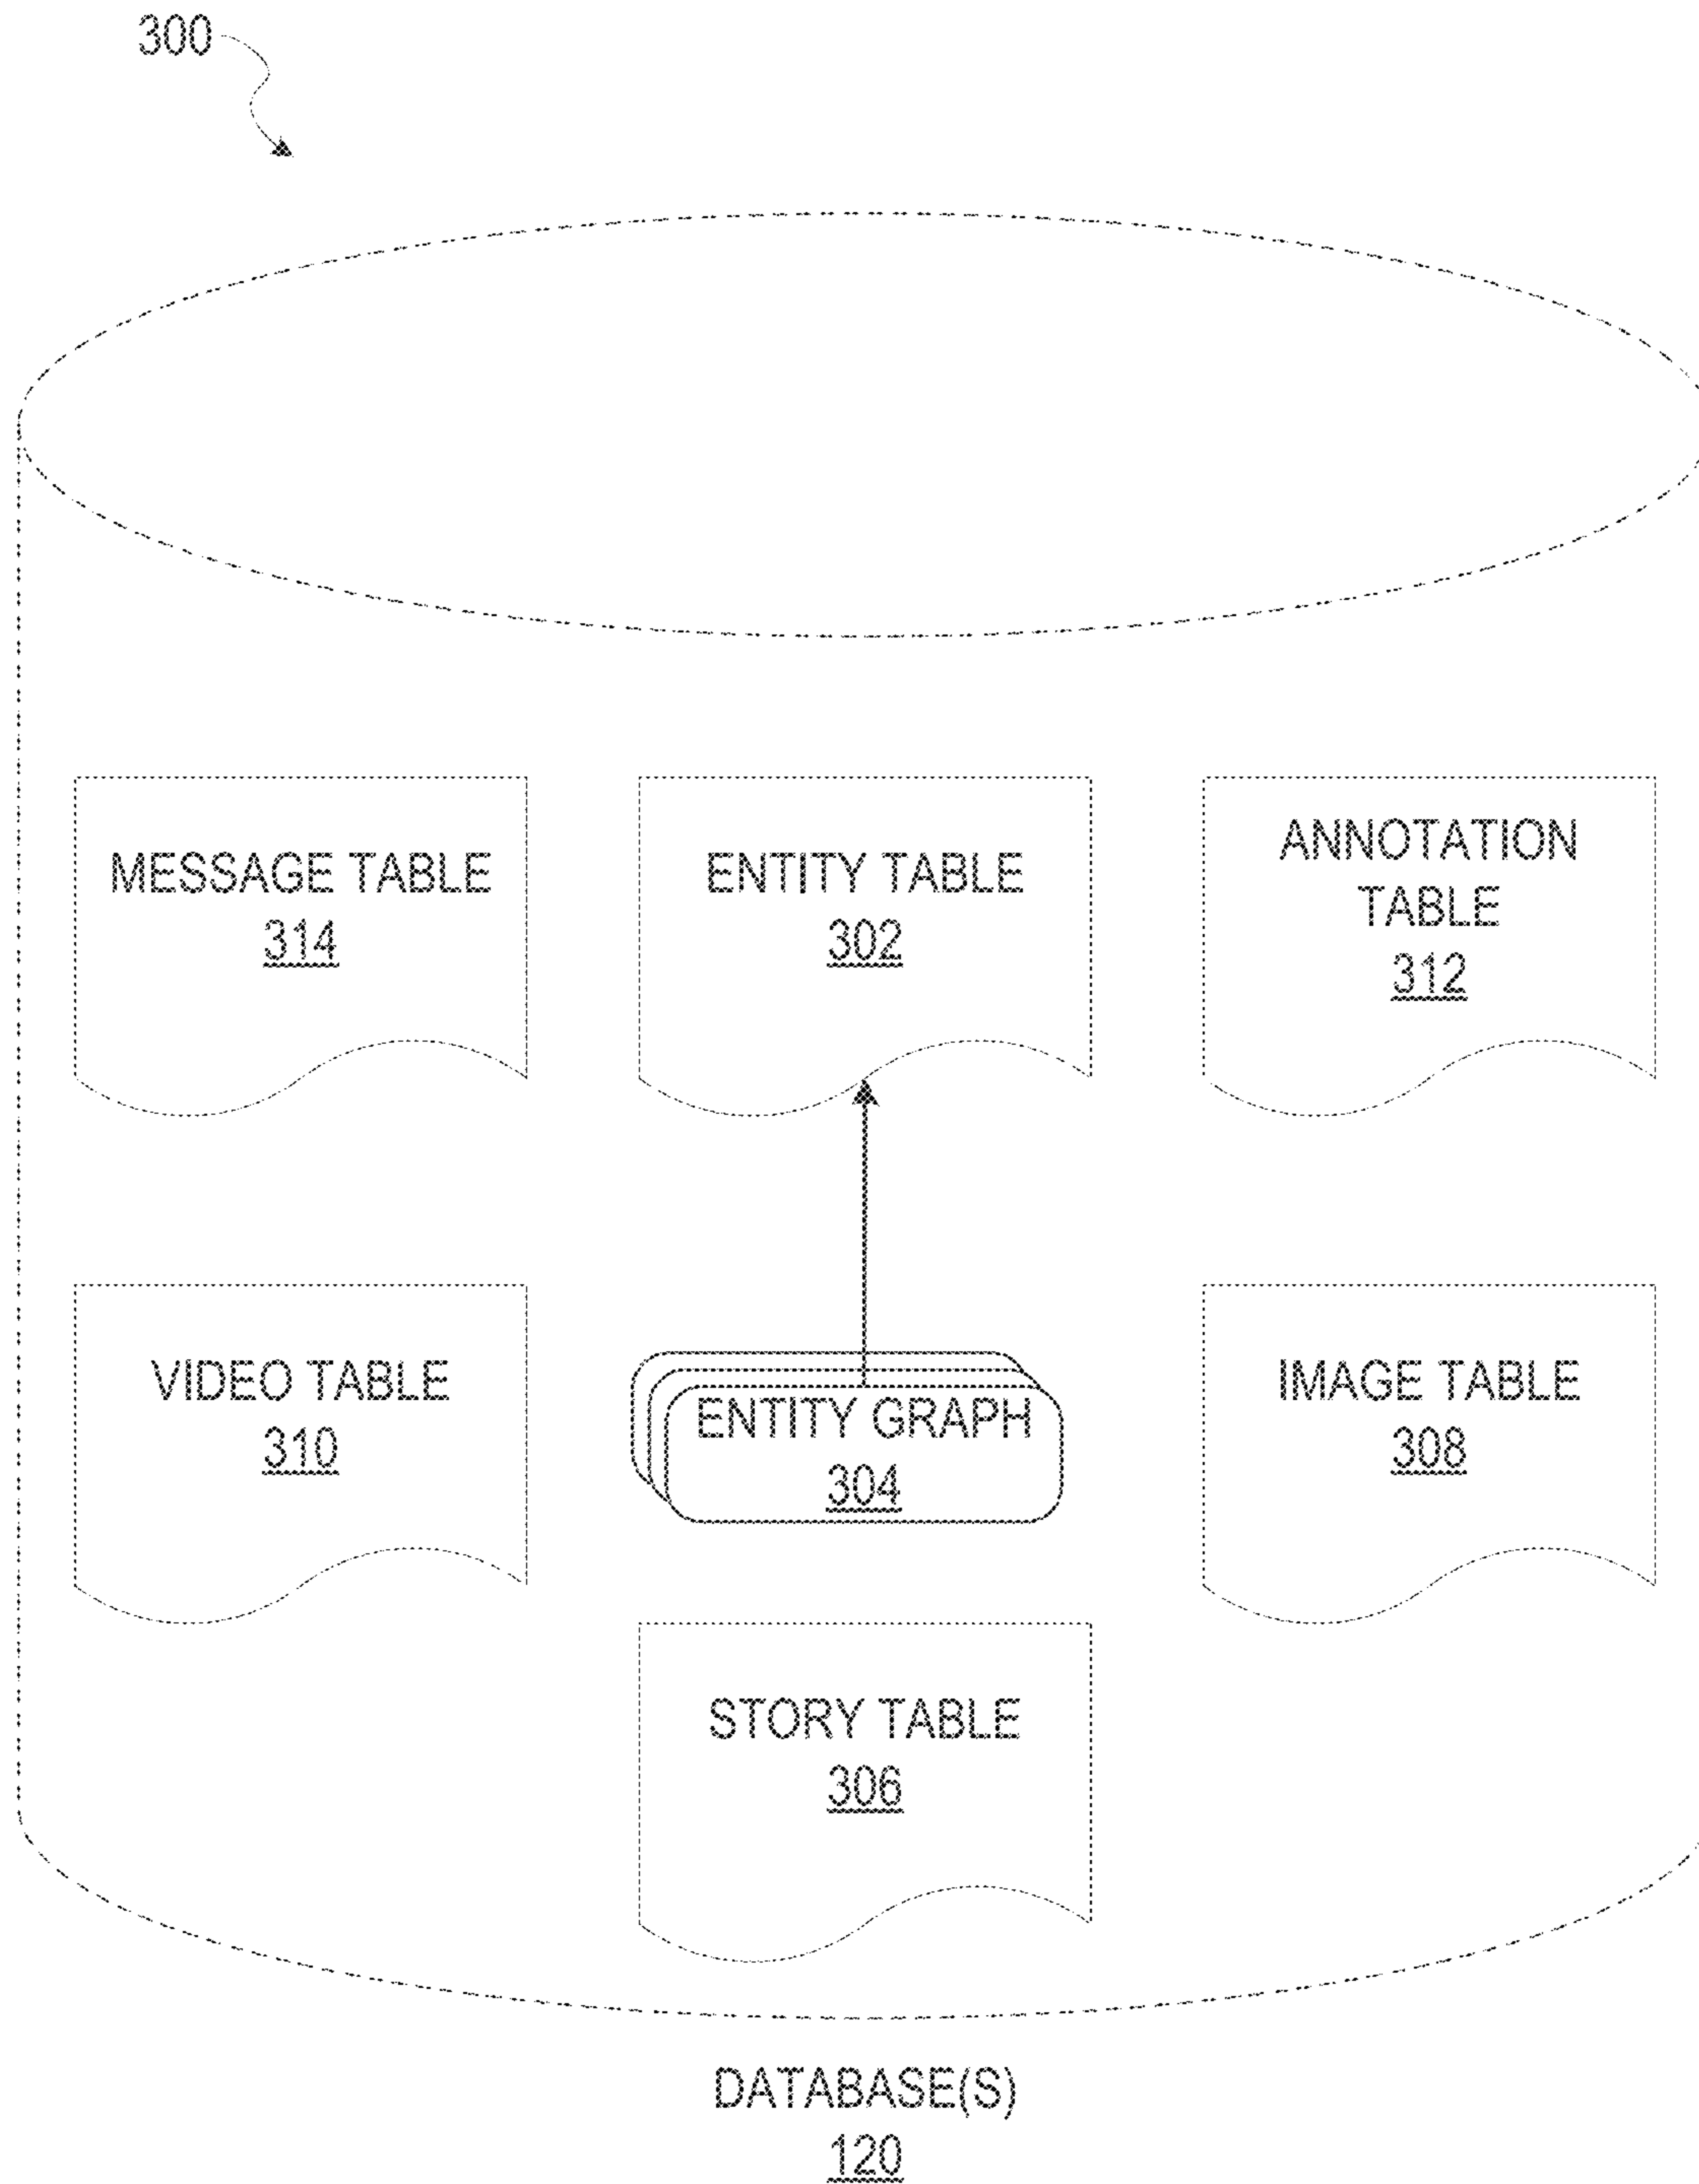 300
MESSAGE TABLE
314
ENTITY TABLE
302
ANNOTATION
TABLE
312
VIDEO TABLE
310
ENTITY GRAPH
304
IMAGE TABLE
308
STORY TABLE
306
DATABASE(S)
120